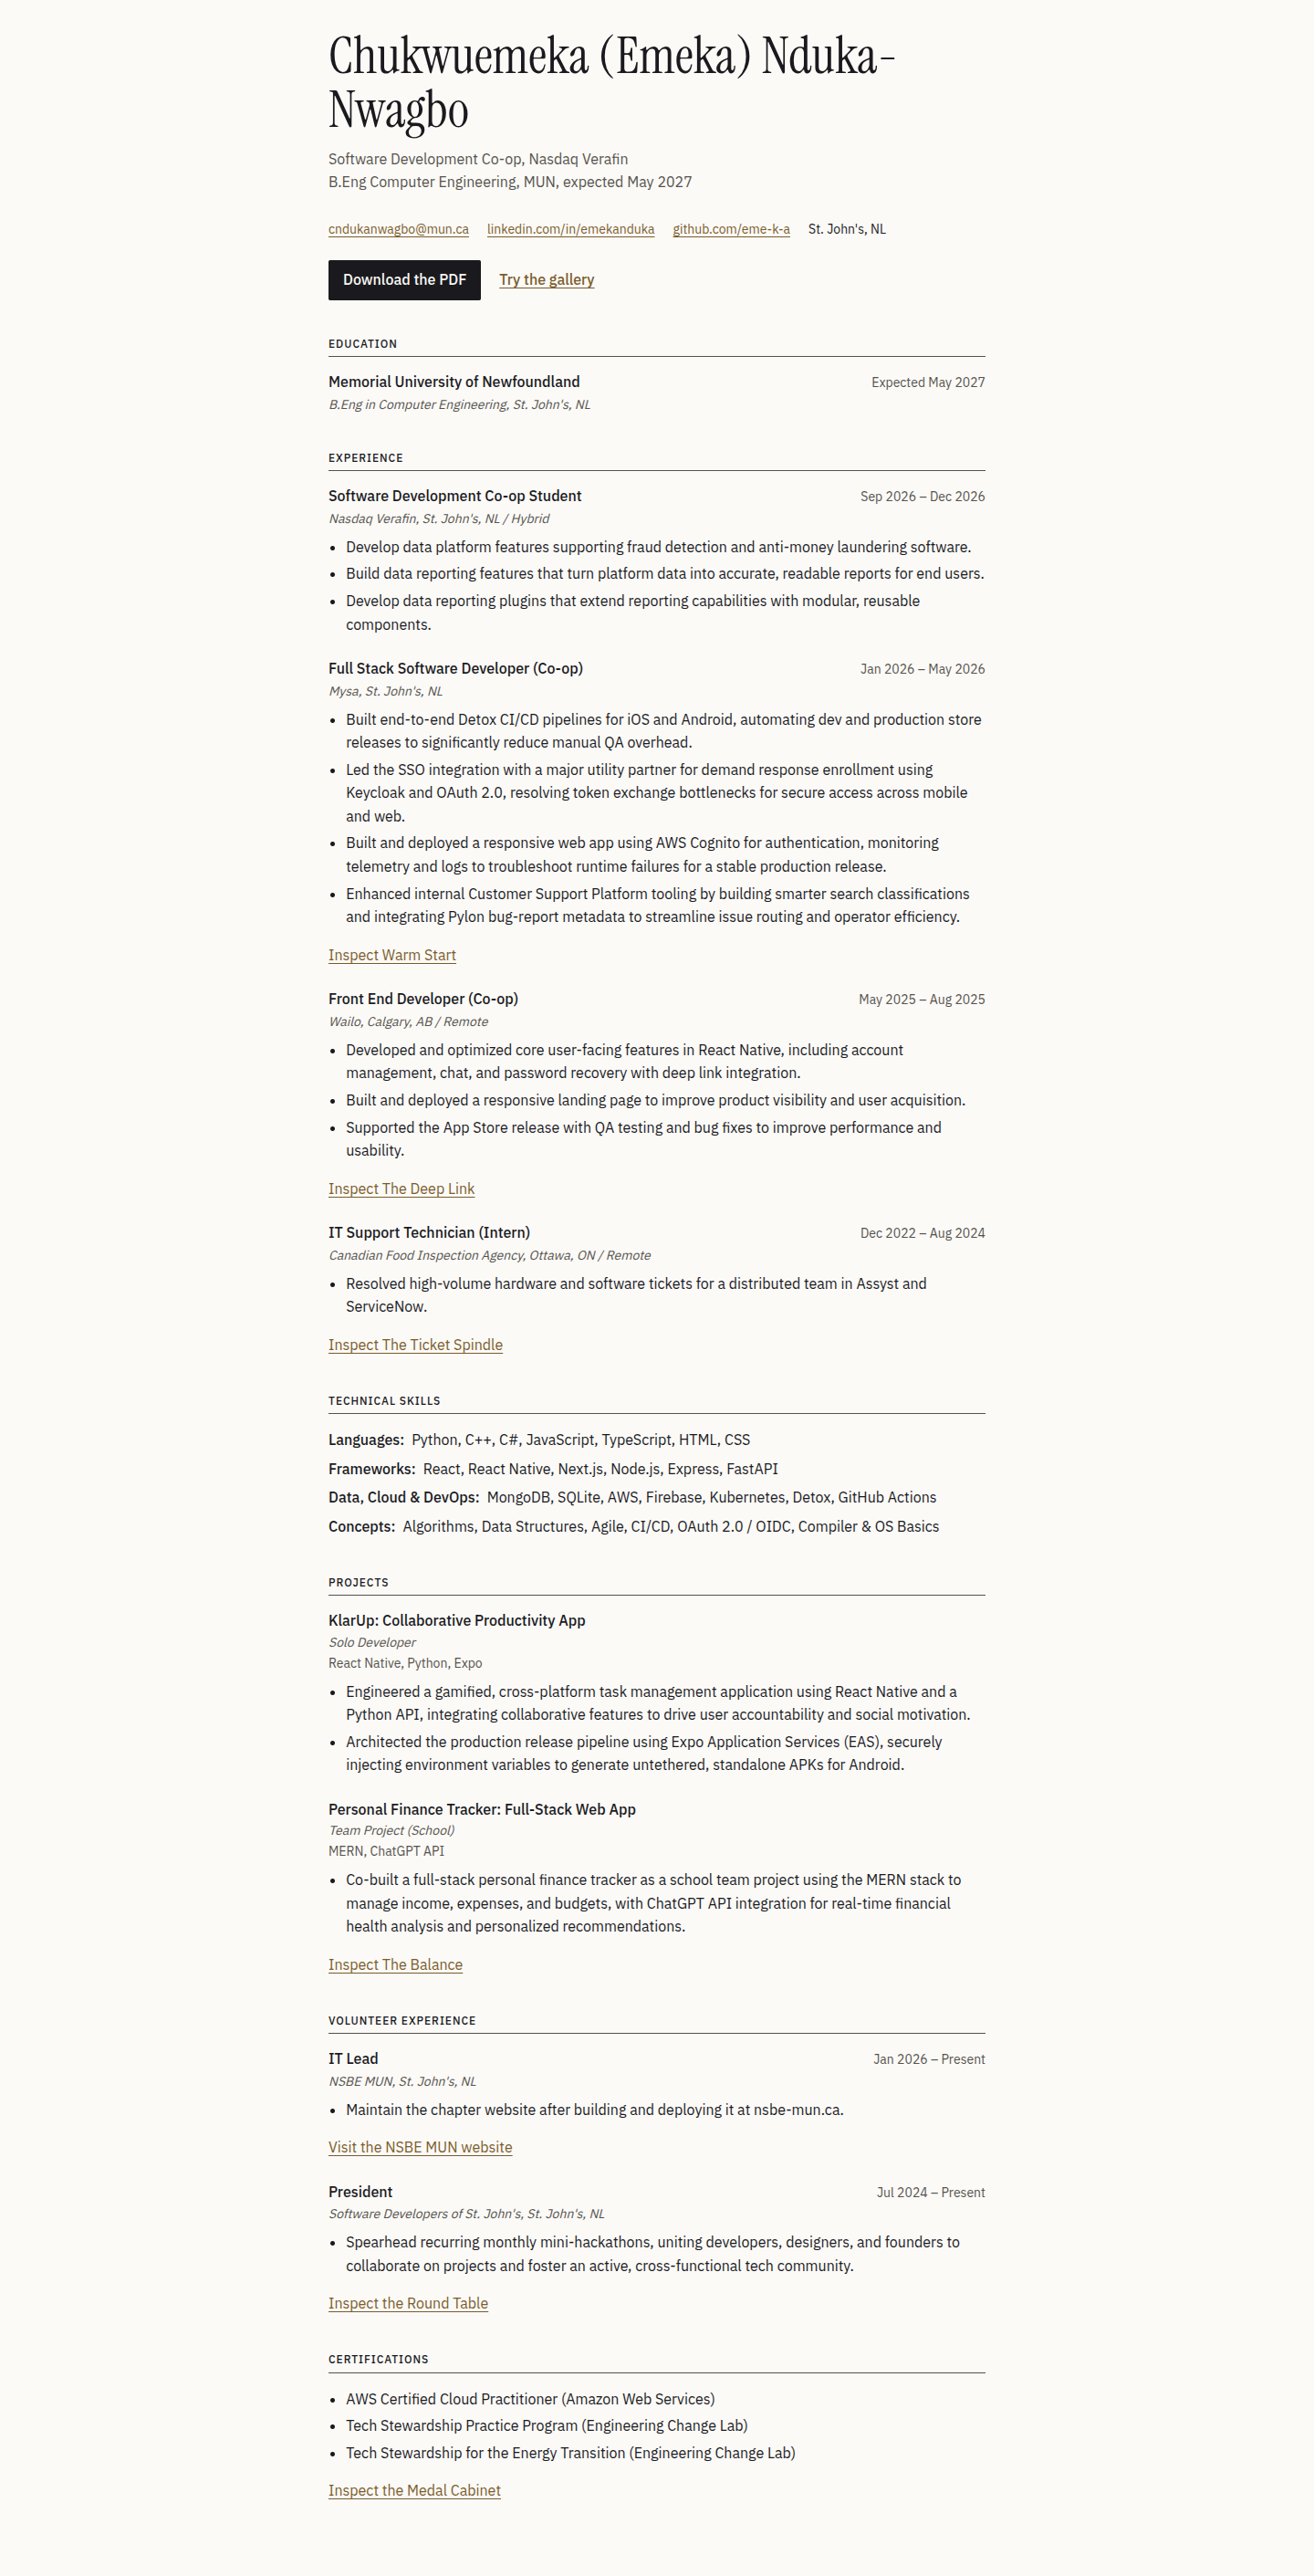 Chukwuemeka (Emeka) Nduka-
Nwagbo
Software Development Co-op, Nasdaq Verafin
B.Eng Computer Engineering, MUN, expected May 2027
cndukanwagbo@mun.ca linkedin.com/in/emekanduka github.com/eme-k-a St. John's, NL
Download the PDF Try the gallery
EDUCATION
Memorial University of Newfoundland Expected May 2027
B.Eng in Computer Engineering, St. John's, NL
EXPERIENCE
Software Development Co-op Student Sep 2026 – Dec 2026
Nasdaq Verafin, St. John's, NL / Hybrid
• Develop data platform features supporting fraud detection and anti-money laundering software.
• Build data reporting features that turn platform data into accurate, readable reports for end users.
• Develop data reporting plugins that extend reporting capabilities with modular, reusable
components.
Full Stack Software Developer (Co-op) Jan 2026 – May 2026
Mysa, St. John's, NL
• Built end-to-end Detox CI/CD pipelines for iOS and Android, automating dev and production store
releases to significantly reduce manual QA overhead.
• Led the SSO integration with a major utility partner for demand response enrollment using
Keycloak and OAuth 2.0, resolving token exchange bottlenecks for secure access across mobile
and web.
• Built and deployed a responsive web app using AWS Cognito for authentication, monitoring
telemetry and logs to troubleshoot runtime failures for a stable production release.
• Enhanced internal Customer Support Platform tooling by building smarter search classifications
and integrating Pylon bug-report metadata to streamline issue routing and operator efficiency.
Inspect Warm Start
Front End Developer (Co-op) May 2025 – Aug 2025
Wailo, Calgary, AB / Remote
• Developed and optimized core user-facing features in React Native, including account
management, chat, and password recovery with deep link integration.
• Built and deployed a responsive landing page to improve product visibility and user acquisition.
• Supported the App Store release with QA testing and bug fixes to improve performance and
usability.
Inspect The Deep Link
IT Support Technician (Intern) Dec 2022 – Aug 2024
Canadian Food Inspection Agency, Ottawa, ON / Remote
• Resolved high-volume hardware and software tickets for a distributed team in Assyst and
ServiceNow.
Inspect The Ticket Spindle
TECHNICAL SKILLS
Languages: Python, C++, C#, JavaScript, TypeScript, HTML, CSS
Frameworks: React, React Native, Next.js, Node.js, Express, FastAPI
Data, Cloud & DevOps: MongoDB, SQLite, AWS, Firebase, Kubernetes, Detox, GitHub Actions
Concepts: Algorithms, Data Structures, Agile, CI/CD, OAuth 2.0 / OIDC, Compiler & OS Basics
PROJECTS
KlarUp: Collaborative Productivity App
Solo Developer
React Native, Python, Expo
• Engineered a gamified, cross-platform task management application using React Native and a
Python API, integrating collaborative features to drive user accountability and social motivation.
• Architected the production release pipeline using Expo Application Services (EAS), securely
injecting environment variables to generate untethered, standalone APKs for Android.
Personal Finance Tracker: Full-Stack Web App
Team Project (School)
MERN, ChatGPT API
• Co-built a full-stack personal finance tracker as a school team project using the MERN stack to
manage income, expenses, and budgets, with ChatGPT API integration for real-time financial
health analysis and personalized recommendations.
Inspect The Balance
VOLUNTEER EXPERIENCE
IT Lead Jan 2026 – Present
NSBE MUN, St. John's, NL
• Maintain the chapter website after building and deploying it at nsbe-mun.ca.
Visit the NSBE MUN website
President Jul 2024 – Present
Software Developers of St. John's, St. John's, NL
• Spearhead recurring monthly mini-hackathons, uniting developers, designers, and founders to
collaborate on projects and foster an active, cross-functional tech community.
Inspect the Round Table
CERTIFICATIONS
• AWS Certified Cloud Practitioner (Amazon Web Services)
• Tech Stewardship Practice Program (Engineering Change Lab)
• Tech Stewardship for the Energy Transition (Engineering Change Lab)
Inspect the Medal Cabinet